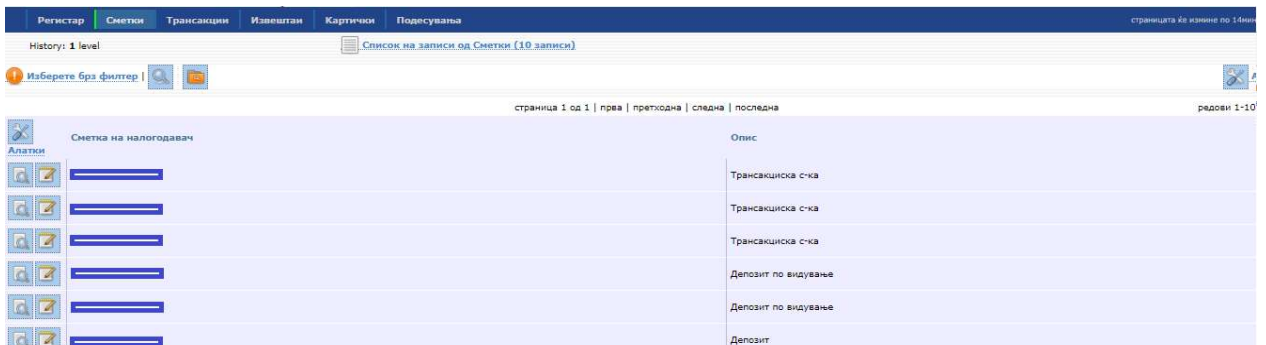 Регистар Сметки Трансакции Извештаи Картички Подесувања страницата ќе измине по 14мин
History: 1 level Список на записи од Сметки (10 записи)
Изберете брз филтер |
страница 1 од 1 | прва | претходна | следна | последна редови 1-10
Алатки Сметка на налогодавач Опис
Трансакциска с-ка
Трансакциска с-ка
Трансакциска с-ка
Депозит по видување
Депозит по видување
Депозит